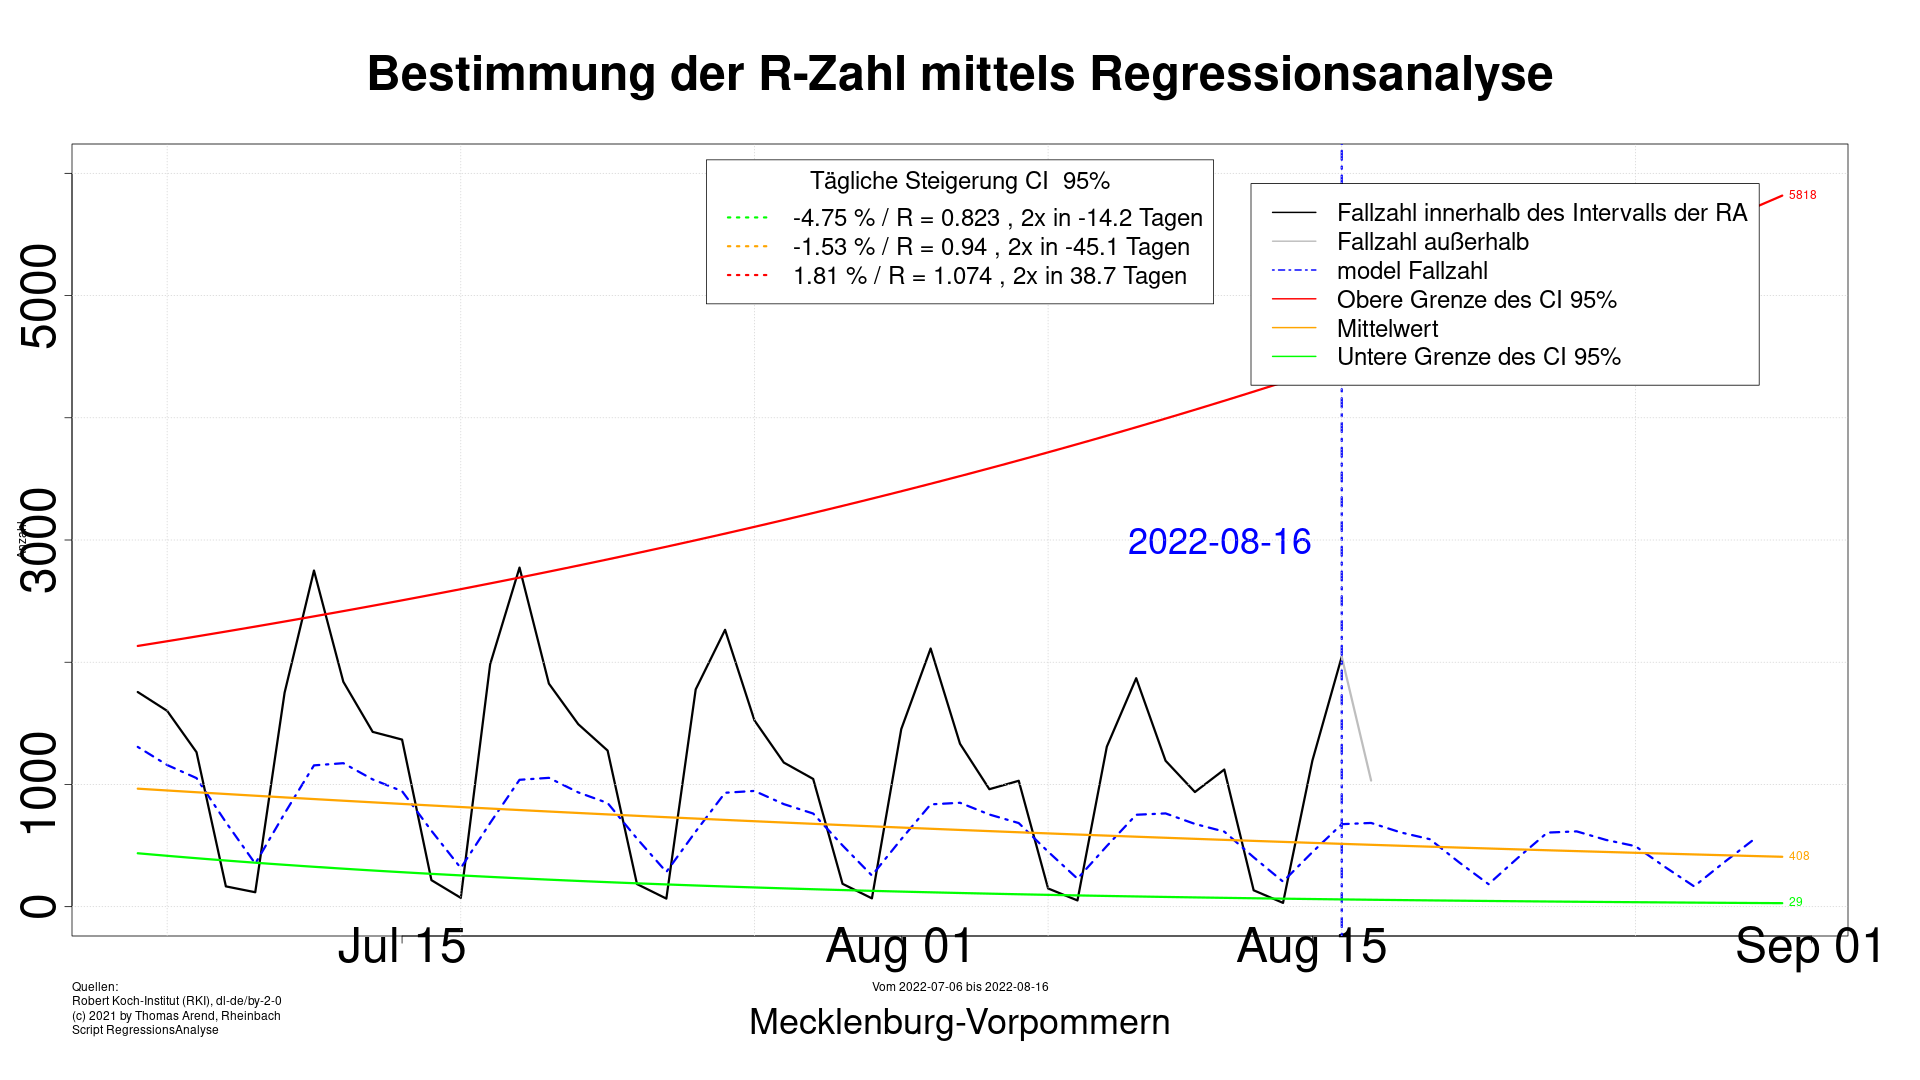 Bestimmung der R-Zahl mittels Regressionsanalyse
Tägliche Steigerung CI  95%
-4.75 % / R = 0.823 , 2x in -14.2 Tagen
-1.53 % / R = 0.94 , 2x in -45.1 Tagen
1.81 % / R = 1.074 , 2x in 38.7 Tagen
Fallzahl innerhalb des Intervalls der RA
Fallzahl außerhalb
model Fallzahl
Obere Grenze des CI 95%
Mittelwert
Untere Grenze des CI 95%
5818
2022-08-16
408
29
5000
3000
1000
0
Anzahl
Jul 15
Aug 01
Aug 15
Sep 01
Vom 2022-07-06 bis 2022-08-16
Mecklenburg-Vorpommern
Quellen:
Robert Koch-Institut (RKI), dl-de/by-2-0
(c) 2021 by Thomas Arend, Rheinbach
Script RegressionsAnalyse